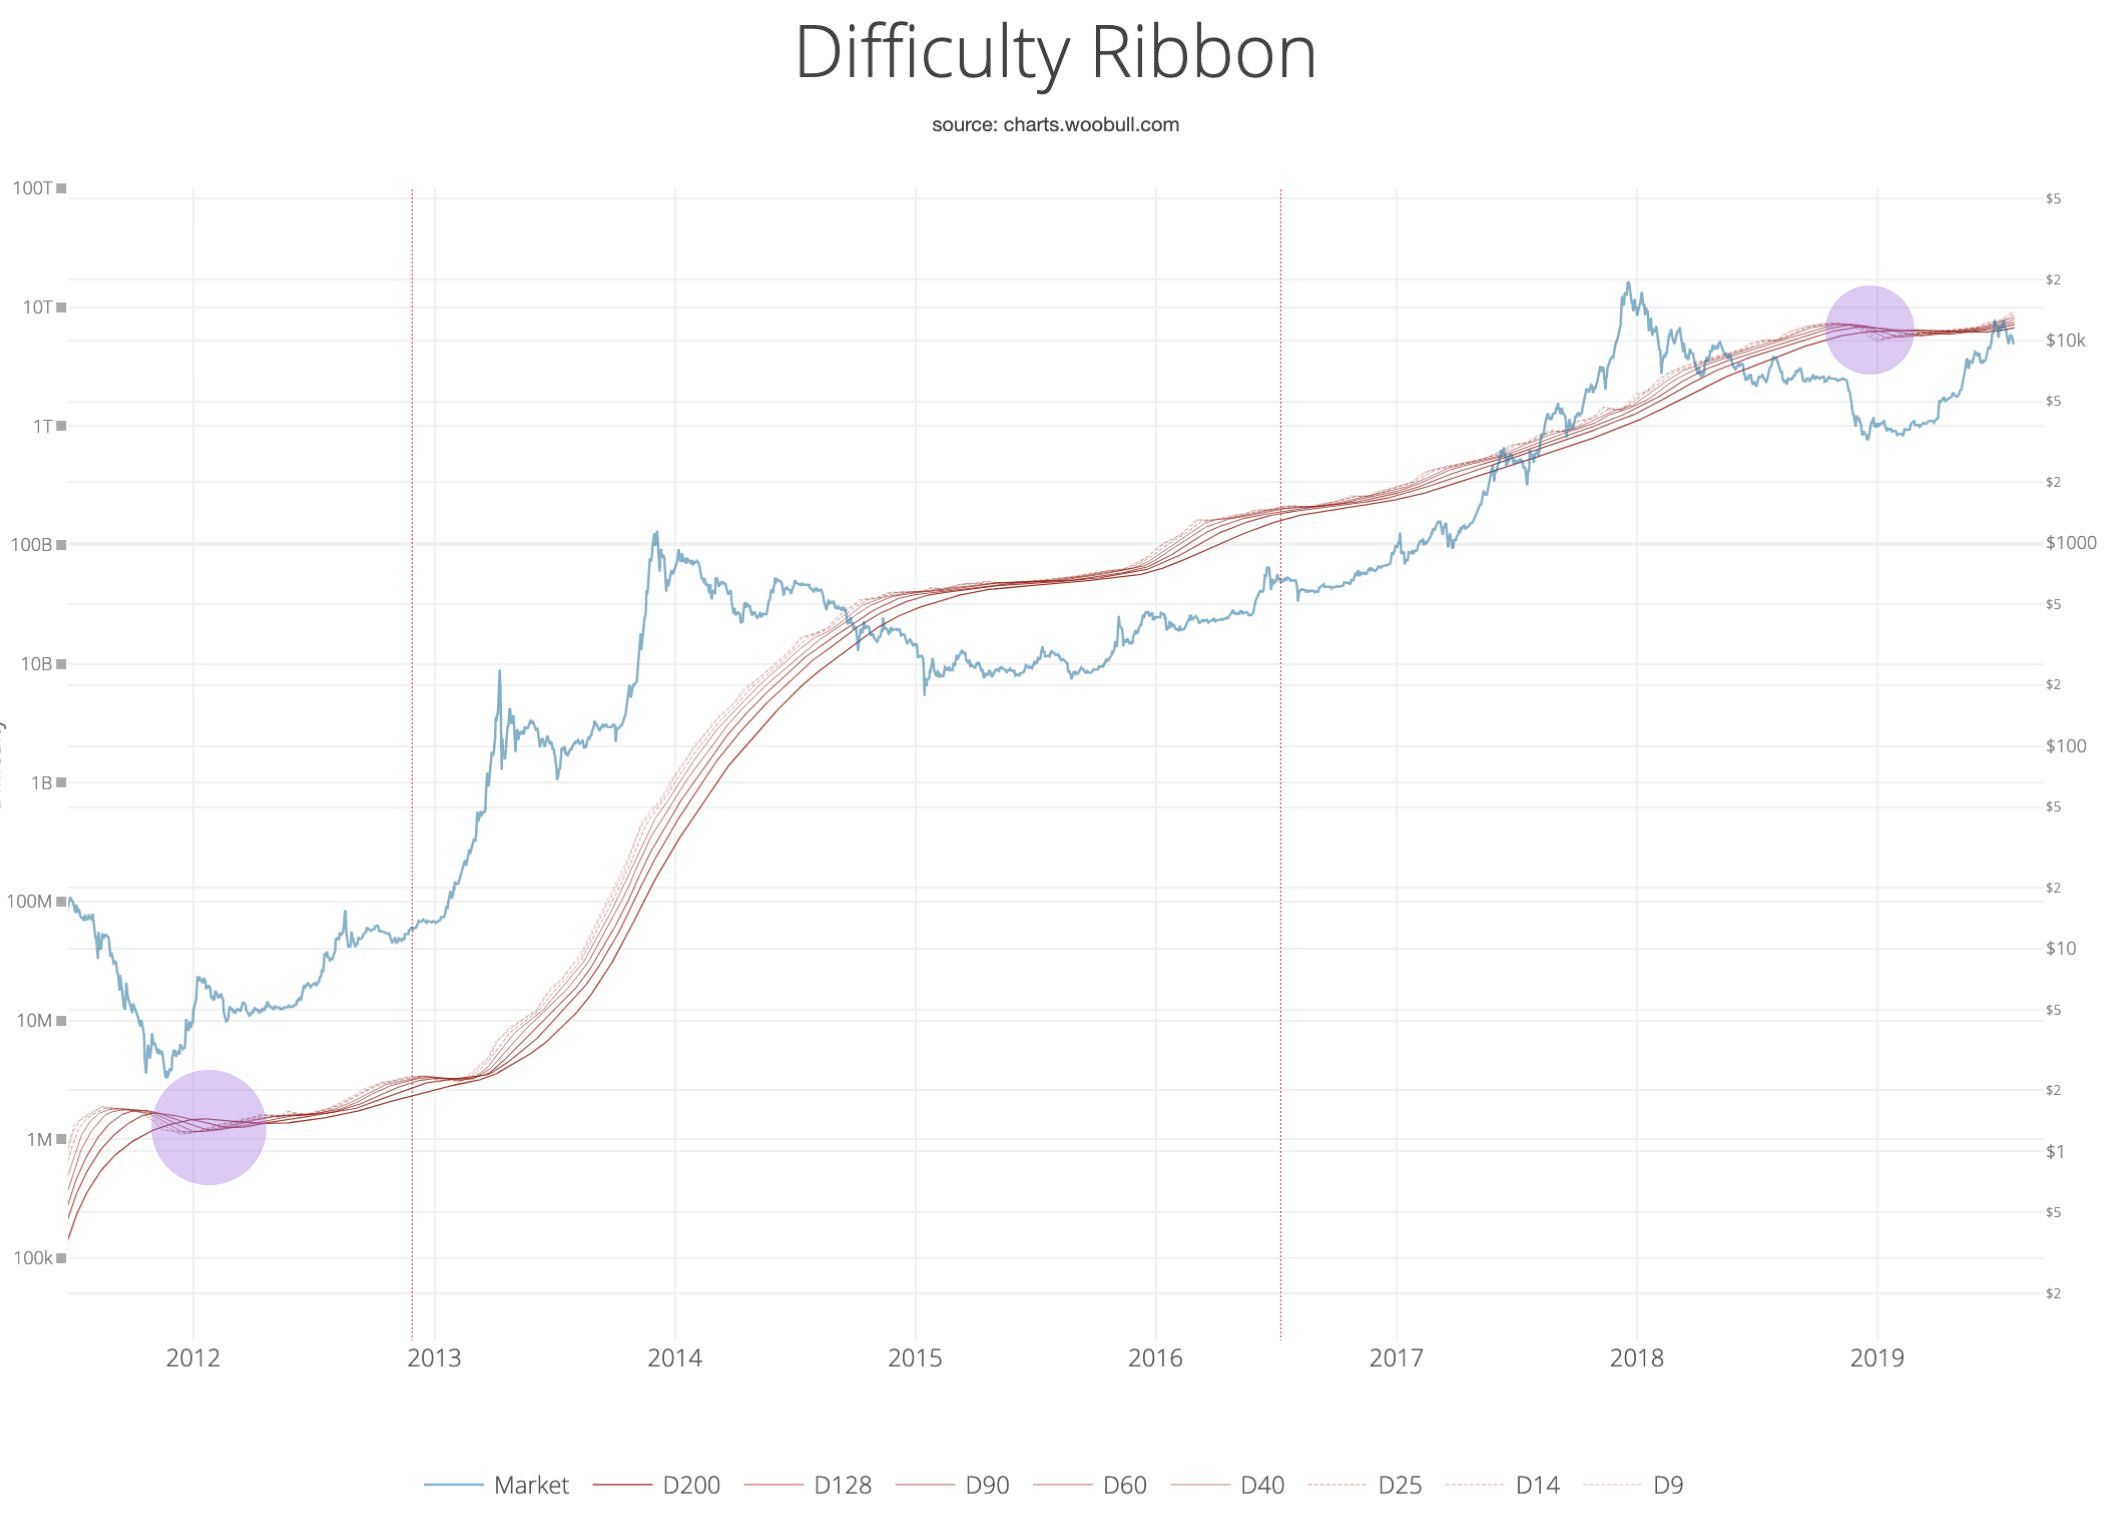 Difficulty Ribbon
source: charts.woobull.com
100T
10T
1T
100B
10B
1B
100M
10M
1M
100k
$5
$2
$10k
$5
$2
$1000
$5
$2
$100
$5
$2
$10
$5
$2
$1
$5
$2
2012 2013 2014 2015 2016 2017 2018 2019
Market D200 D128 D90 D60 D40 D25 D14 D9